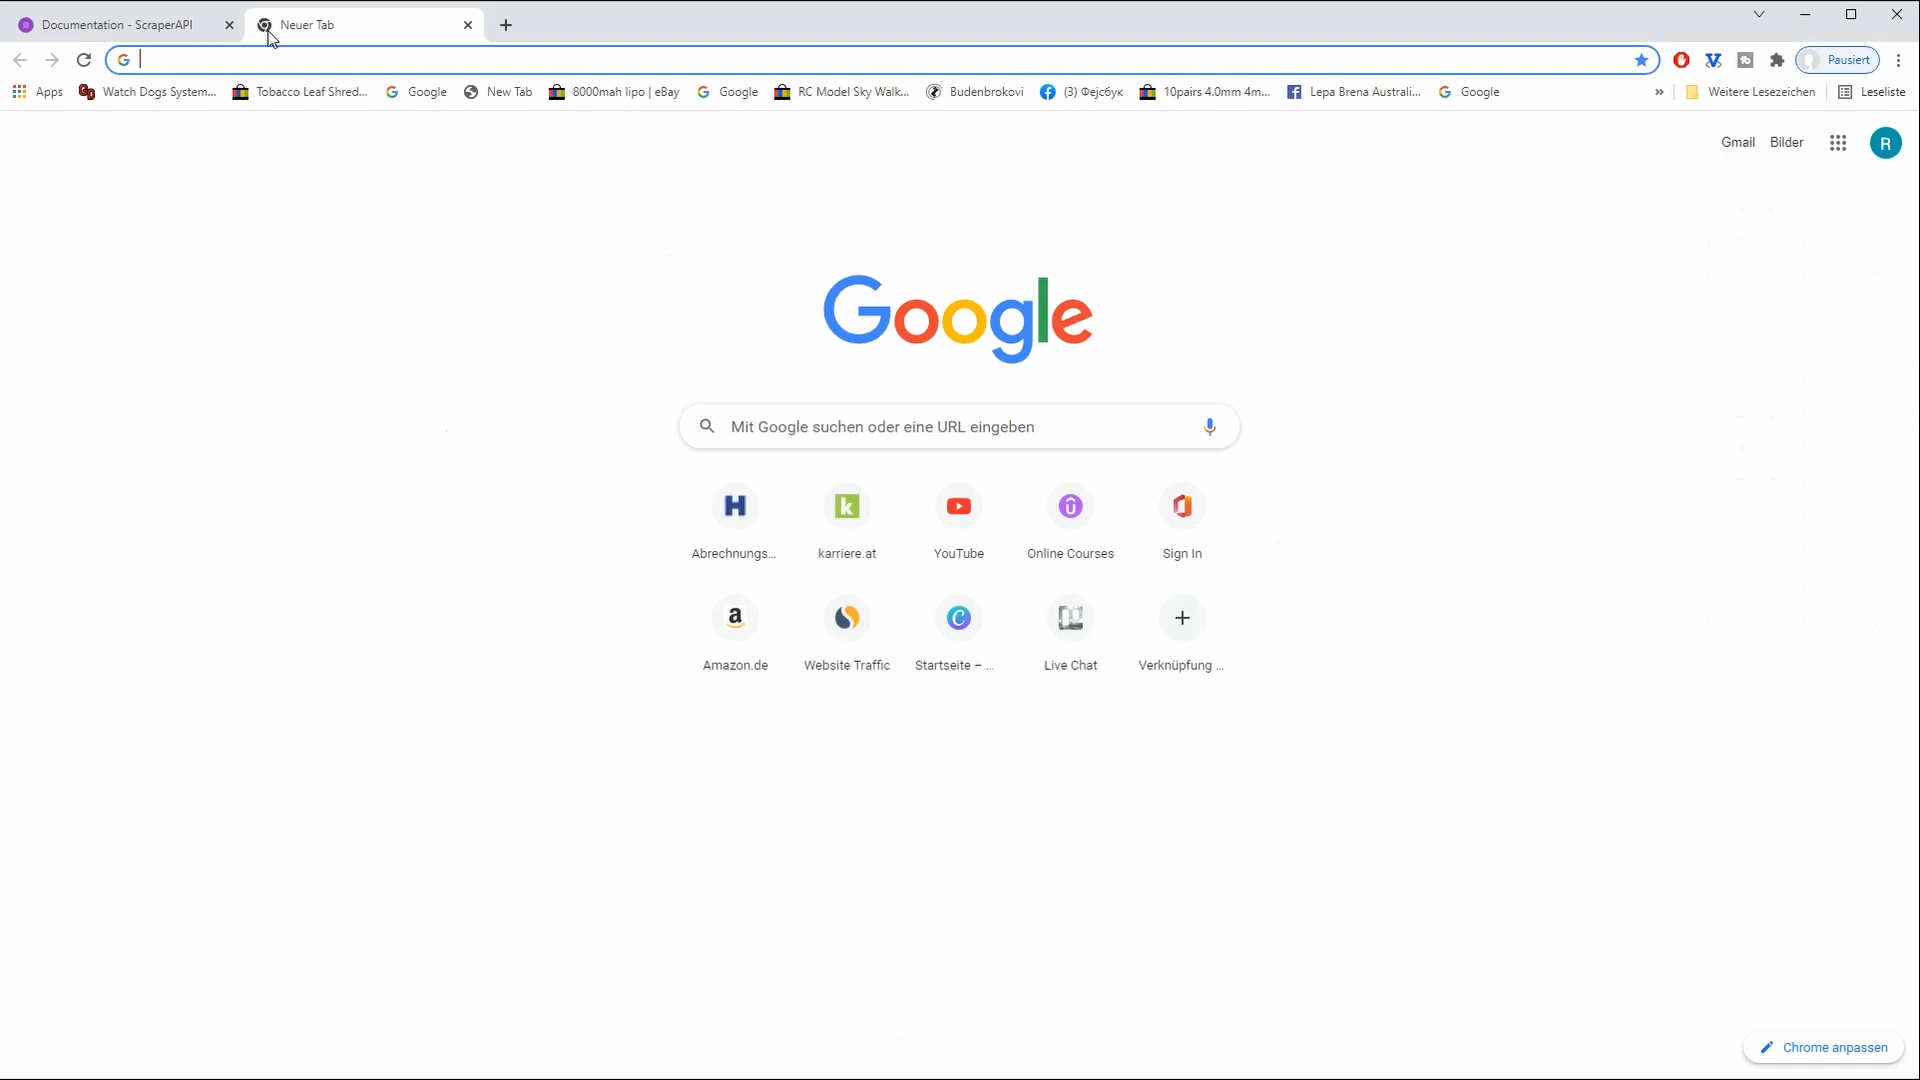 Documentation - ScraperAPI
Neuer Tab
Pausiert
Apps
Watch Dogs System...
Tobacco Leaf Shred...
Google
New Tab
8000mah lipo | eBay
Google
RC Model Sky Walk...
Budenbrokovi
(3) Фејсбук
10pairs 4.0mm 4m...
Lepa Brena Australi...
Google
»
Weitere Lesezeichen
Leseliste
Gmail
Bilder
R
Google
Mit Google suchen oder eine URL eingeben
Abrechnungs...
karriere.at
YouTube
Online Courses
Sign In
Amazon.de
Website Traffic
Startseite – ...
Live Chat
Verknüpfung ...
Chrome anpassen